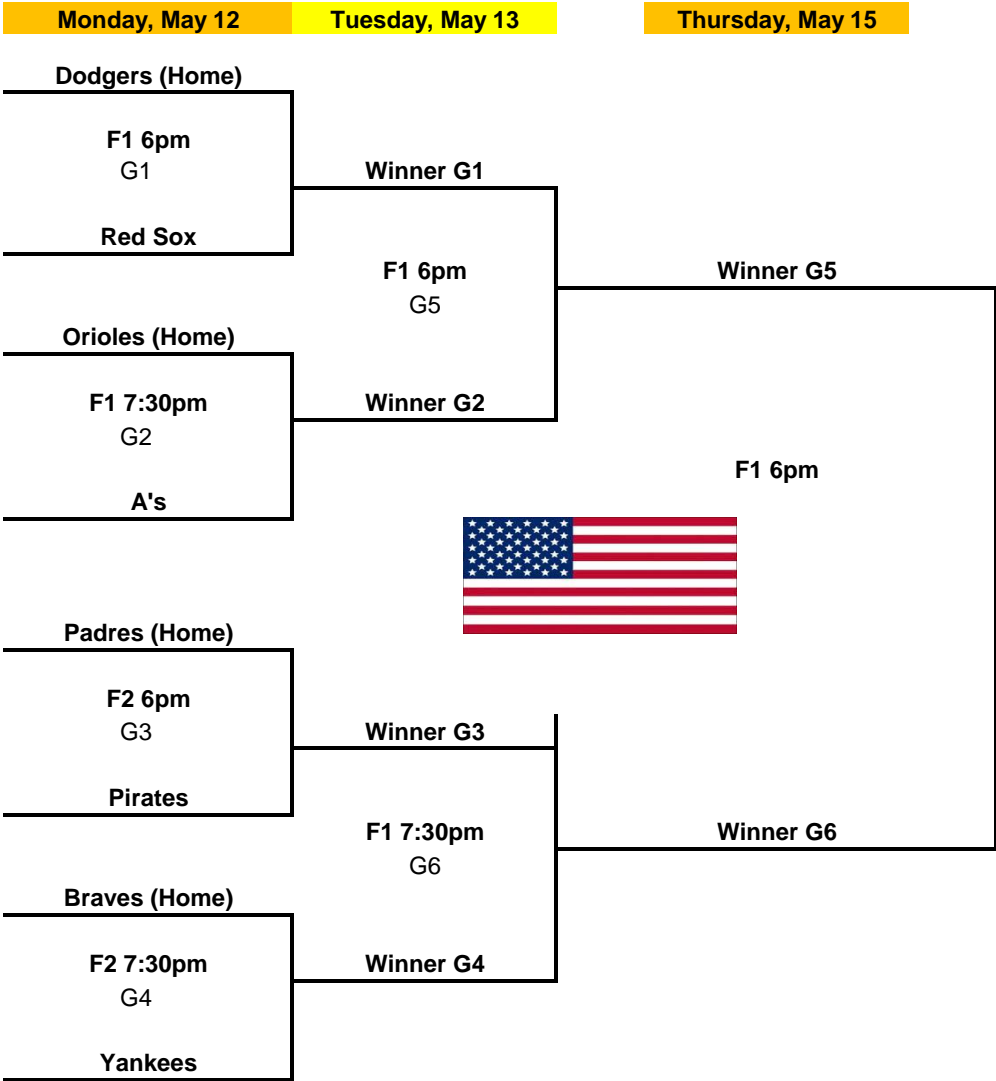 Monday, May 12 Tuesday, May 13 Thursday, May 15
Dodgers (Home)
F1 6pm
G1 Winner G1
Red Sox
F1 6pm Winner G5
G5
Orioles (Home)
F1 7:30pm Winner G2
G2
F1 6pm
A's
Padres (Home)
F2 6pm
G3 Winner G3
Pirates
F1 7:30pm Winner G6
G6
Braves (Home)
F2 7:30pm Winner G4
G4
Yankees